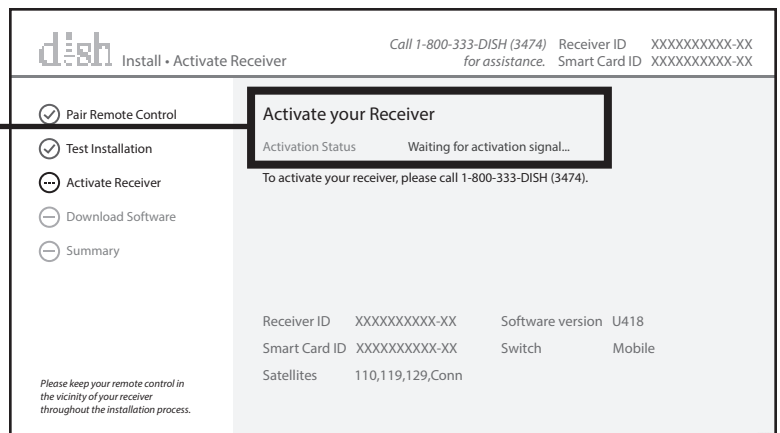 dish Install • Activate Receiver
Call 1-800-333-DISH (3474) Receiver ID XXXXXXXXXX-XX
for assistance. Smart Card ID XXXXXXXXXX-XX
Pair Remote Control
Test Installation
Activate Receiver
Download Software
Summary
Please keep your remote control in
the vicinity of your receiver
throughout the installation process.
Activate your Receiver
Activation Status Waiting for activation signal...
To activate your receiver, please call 1-800-333-DISH (3474).
Receiver ID XXXXXXXXXX-XX Software version U418
Smart Card ID XXXXXXXXXX-XX Switch Mobile
Satellites 110,119,129,Conn